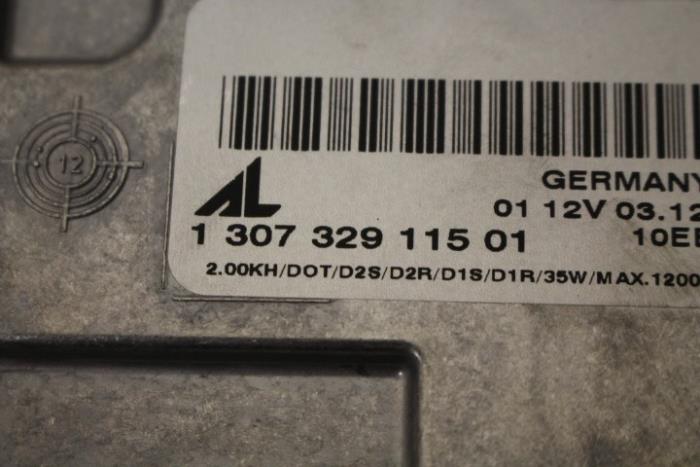 12
AL
GERMANY
01 12V 03.12
1 307 329 115 01
2.00KH/DOT/D2S/D2R/D1S/D1R/35W/MAX.1200